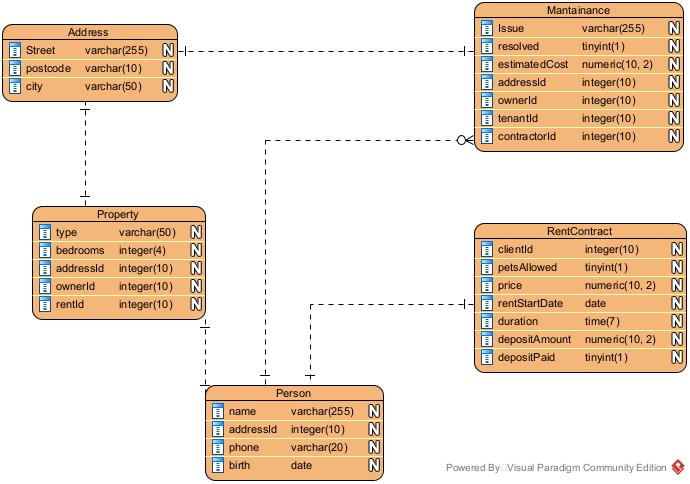 Address
Street varchar(255) N
postcode varchar(10) N
city varchar(50) N
Mantainance
Issue varchar(255) N
resolved tinyint(1) N
estimatedCost numeric(10, 2) N
addressId integer(10) N
ownerId integer(10) N
tenantId integer(10) N
contractorId integer(10) N
Property
type varchar(50) N
bedrooms integer(4) N
addressId integer(10) N
ownerId integer(10) N
rentId integer(10) N
RentContract
clientId integer(10) N
petsAllowed tinyint(1) N
price numeric(10, 2) N
rentStartDate date N
duration time(7) N
depositAmount numeric(10, 2) N
depositPaid tinyint(1) N
Person
name varchar(255) N
addressId integer(10) N
phone varchar(20) N
birth date N
Powered By Visual Paradigm Community Edition